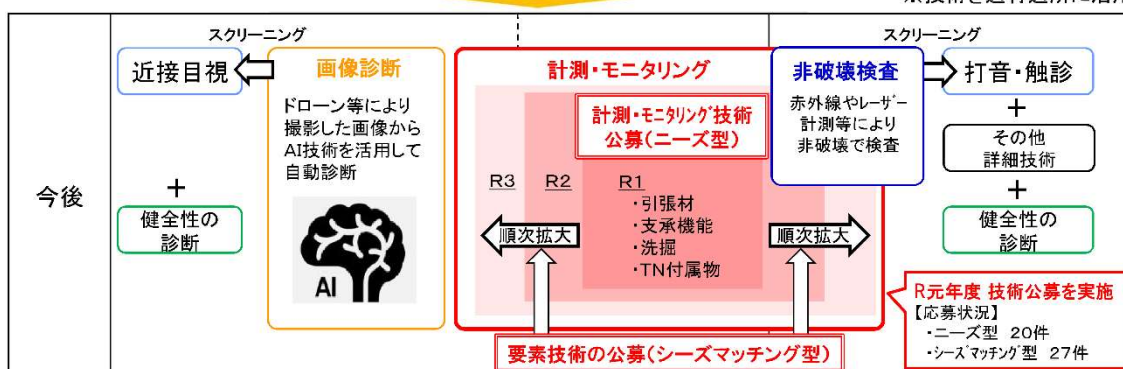 ※技術を適材適所に活用
スクリーニング
近接目視
画像診断
ドローン等により
撮影した画像から
AI技術を活用して
自動診断
AI
+
健全性の
診断
今後
計測・モニタリング
計測・モニタリング技術
公募(ニーズ型)
R3
R2
R1
・引張材
・支承機能
・洗掘
・TN付属物
順次拡大
順次拡大
要素技術の公募(シーズマッチング型)
非破壊検査
赤外線やレーザー
計測等により
非破壊で検査
スクリーニング
打音・触診
+
その他
詳細技術
+
健全性の
診断
R元年度 技術公募を実施
【応募状況】
・ニーズ型 20件
・シーズマッチング型 27件